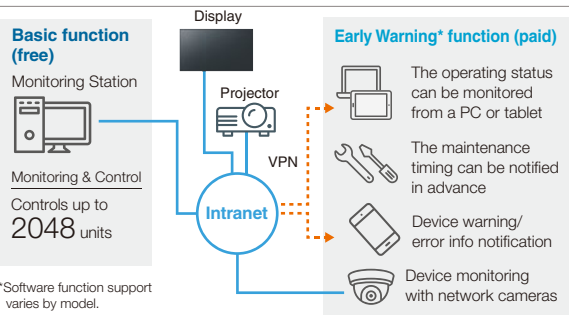 Basic function
(free)
Monitoring Station
Monitoring & Control
Controls up to
2048 units
*Software function support
varies by model.
Display
Projector
VPN
Intranet
Early Warning* function (paid)
The operating status
can be monitored
from a PC or tablet
The maintenance
timing can be notified
in advance
Device warning/
error info notification
Device monitoring
with network cameras